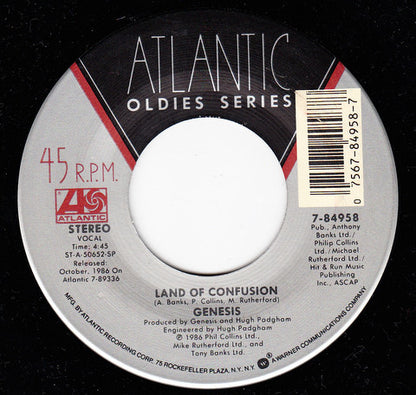 ATLANTIC
OLDIES SERIES
0 7567-84958-7
45 R.P.M.
ATLANTIC
STEREO
VOCAL
Time: 4:45
ST-A-50652-SP
Released:
October, 1986 On
Atlantic 7-89336
7-84958
Pub., Anthony
Banks Ltd./
Philip Collins
Ltd./Michael
Rutherford Ltd./
Hit & Run Music
Publishing
Inc., ASCAP
LAND OF CONFUSION
(A. Banks, P. Collins, M. Rutherford)
GENESIS
Produced by Genesis and Hugh Padgham
Engineered by Hugh Padgham
℗ 1986 Phil Collins Ltd.,
Mike Rutherford Ltd. and
Tony Banks Ltd.
MFG. BY ATLANTIC RECORDING CORP., 75 ROCKEFELLER PLAZA, N.Y. N.Y. A WARNER COMMUNICATIONS COMPANY